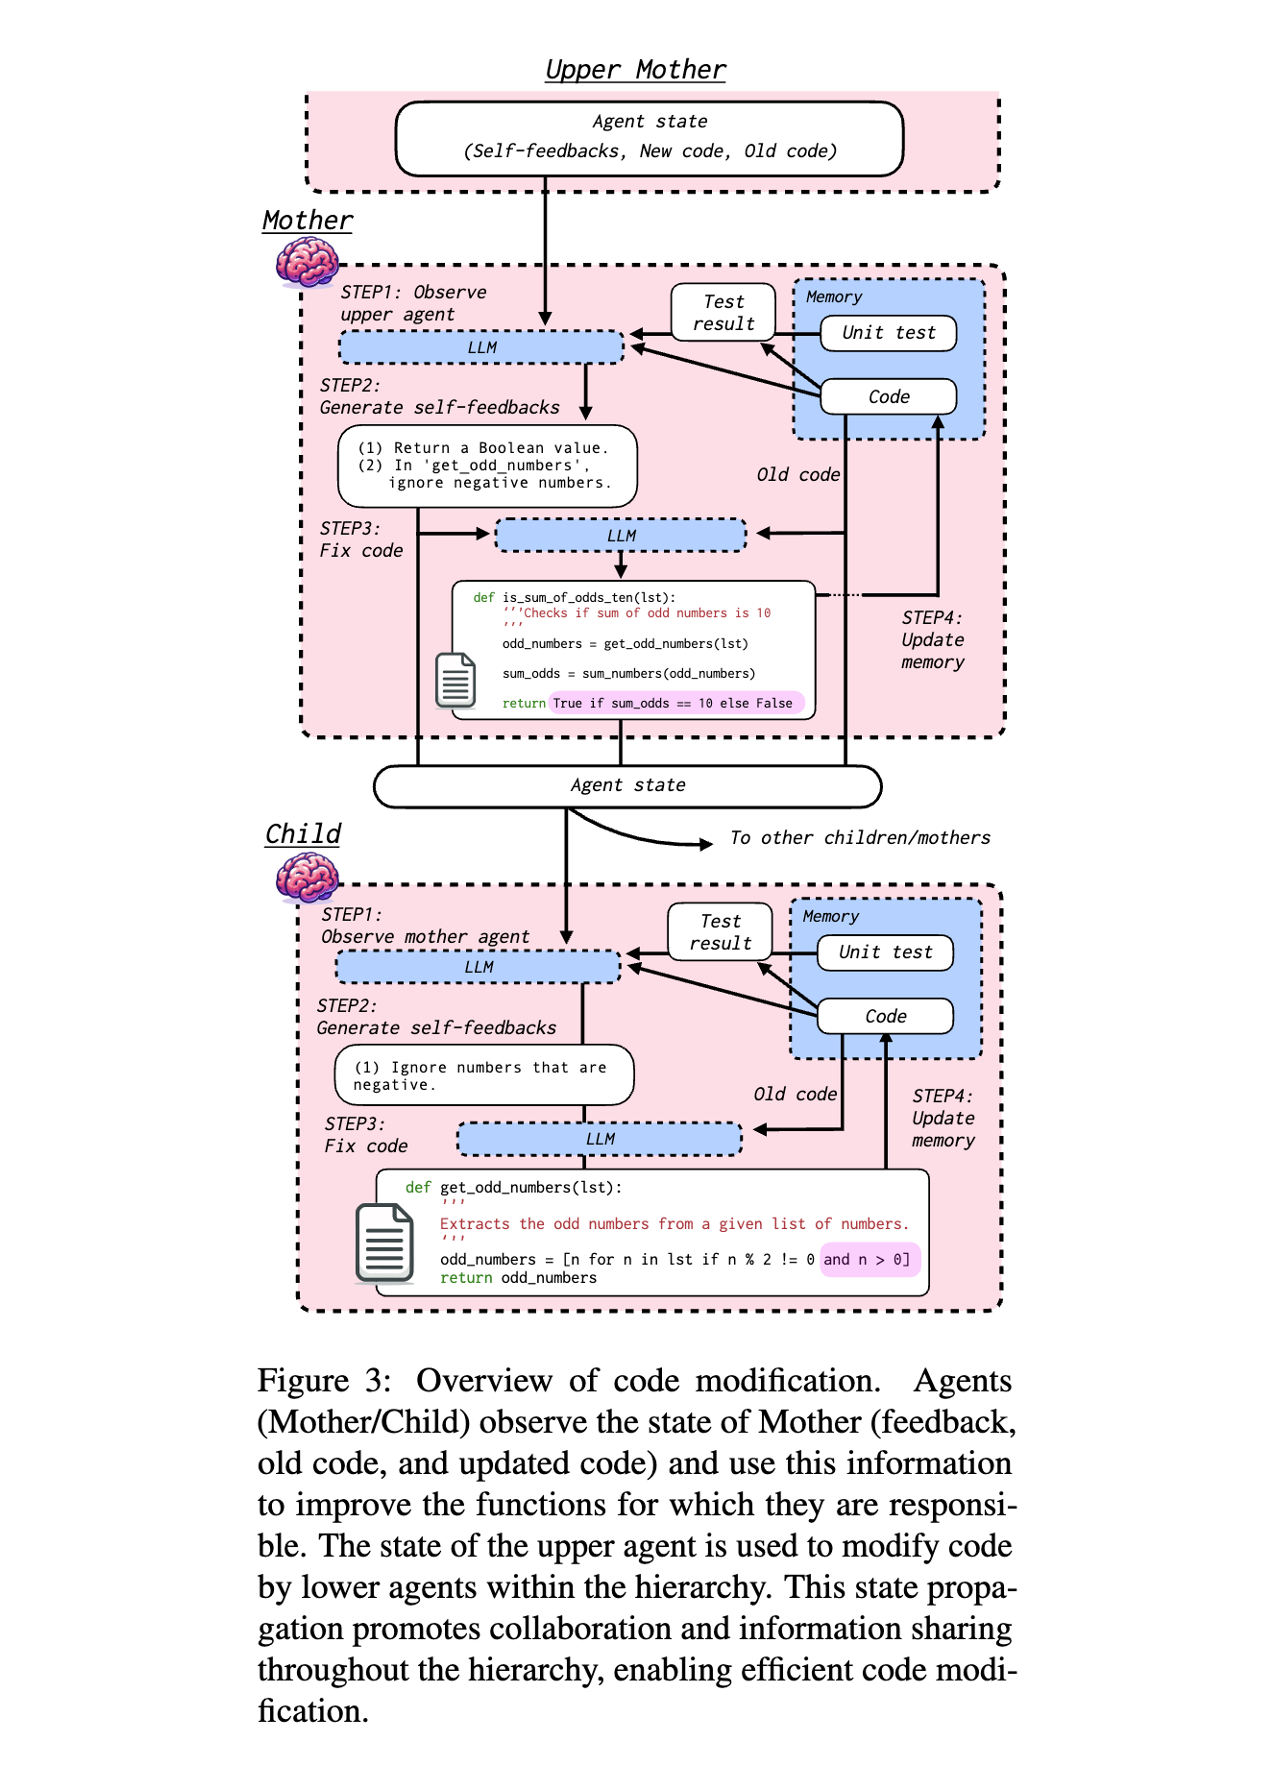 Upper Mother
Agent state
(Self-feedbacks, New code, Old code)
Mother
STEP1: Observe
upper agent
LLM
Test
result
Memory
Unit test
Code
STEP2:
Generate self-feedbacks
(1) Return a Boolean value.
(2) In 'get_odd_numbers',
ignore negative numbers.
Old code
STEP3:
Fix code
LLM
def is_sum_of_odds_ten(lst):
‘‘'Checks if sum of odd numbers is 10
'''
odd_numbers = get_odd_numbers(lst)
sum_odds = sum_numbers(odd_numbers)
return True if sum_odds == 10 else False
STEP4:
Update
memory
Agent state
To other children/mothers
Child
STEP1:
Observe mother agent
LLM
Test
result
Memory
Unit test
Code
STEP2:
Generate self-feedbacks
(1) Ignore numbers that are
negative.
Old code
STEP3:
Fix code
LLM
STEP4:
Update
memory
def get_odd_numbers(lst):
'''
Extracts the odd numbers from a given list of numbers.
‘''
odd_numbers = [n for n in lst if n % 2 != 0 and n > 0]
return odd_numbers
Figure 3: Overview of code modification. Agents
(Mother/Child) observe the state of Mother (feedback,
old code, and updated code) and use this information
to improve the functions for which they are responsi-
ble. The state of the upper agent is used to modify code
by lower agents within the hierarchy. This state propa-
gation promotes collaboration and information sharing
throughout the hierarchy, enabling efficient code modi-
fication.